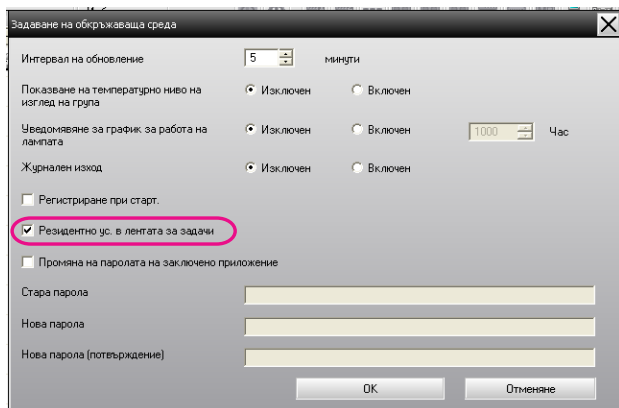 Задаване на обкръжаваща среда
Интервал на обновление 5 минути
Показване на температурно ниво на изглед на група Изключен Включен
Уведомяване за график за работа на лампата Изключен Включен 1000 Час
Журнален изход Изключен Включен
Регистриране при старт.
Резидентно ус. в лентата за задачи
Промяна на паролата на заключено приложение
Стара парола
Нова парола
Нова парола (потвърждение)
OK Отменяне